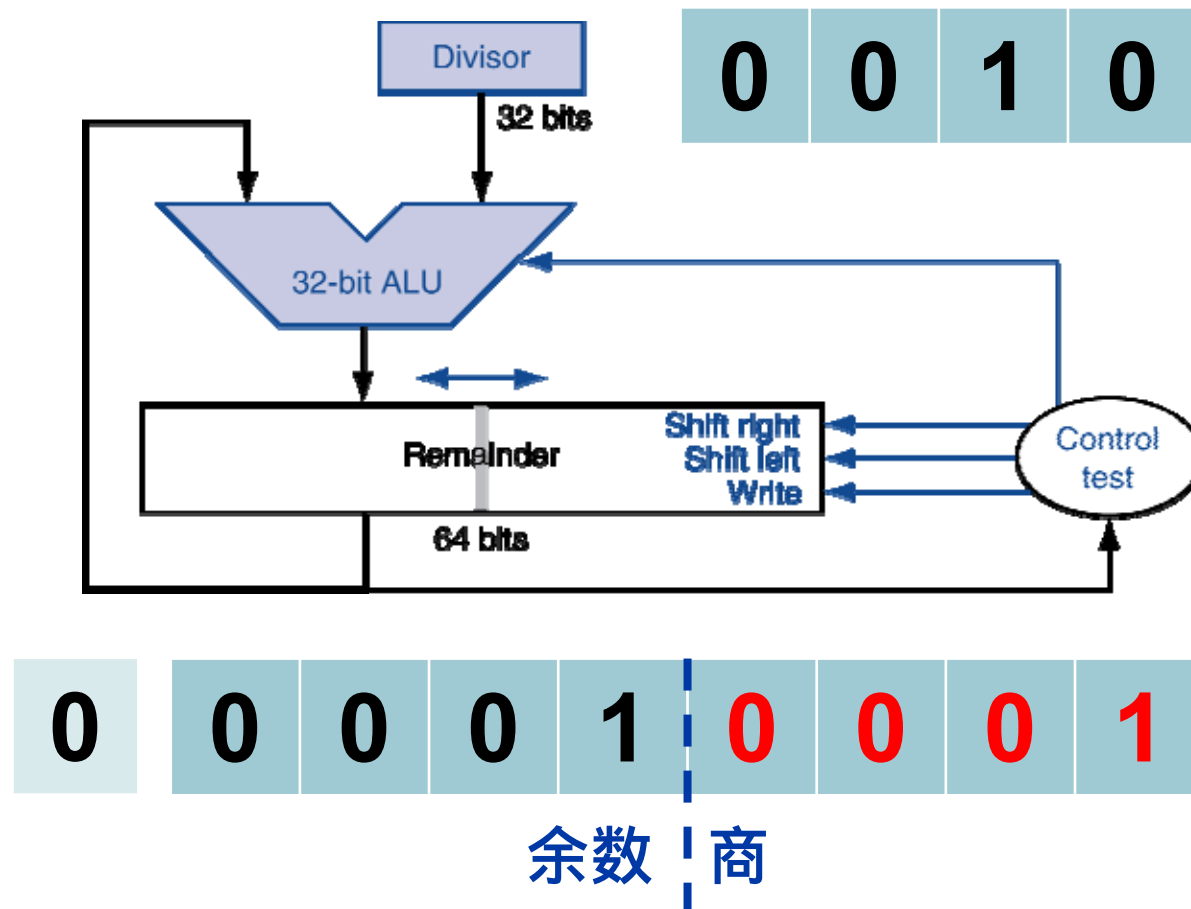 Divisor
0 0 1 0
32 bits
32-bit ALU
Shift right
Remainder
Shift left
Write
Control
test
64 bits
0 0 0 0 1 0 0 0 1
余数 商